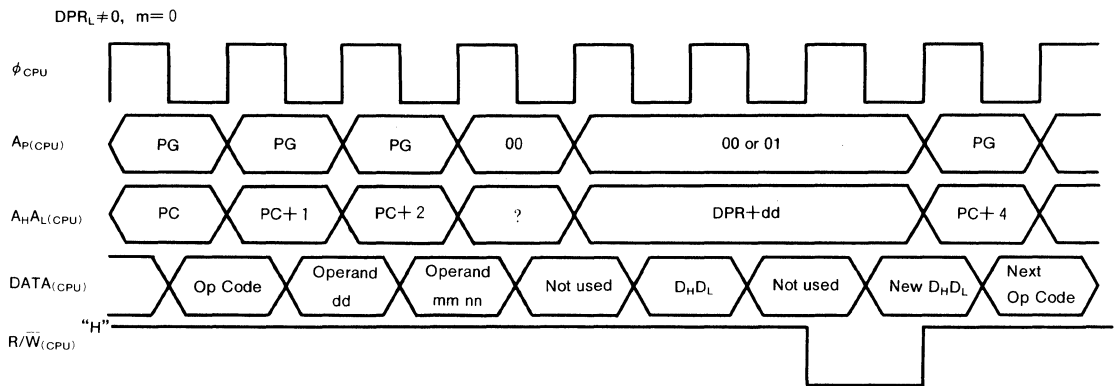 DPR_L≠0, m=0
φ_CPU
A_P(CPU) PG PG PG 00 00 or 01 PG
A_HA_L(CPU) PC PC+1 PC+2 ? DPR+dd PC+4
DATA(CPU) Op Code Operand dd Operand mm nn Not used D_HD_L Not used New D_HD_L Next Op Code
"H"
R/W̅(CPU)